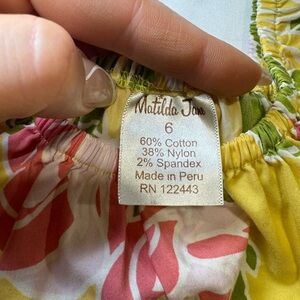 Matilda Jane
6
60% Cotton
38% Nylon
2% Spandex
Made in Peru
RN 122443